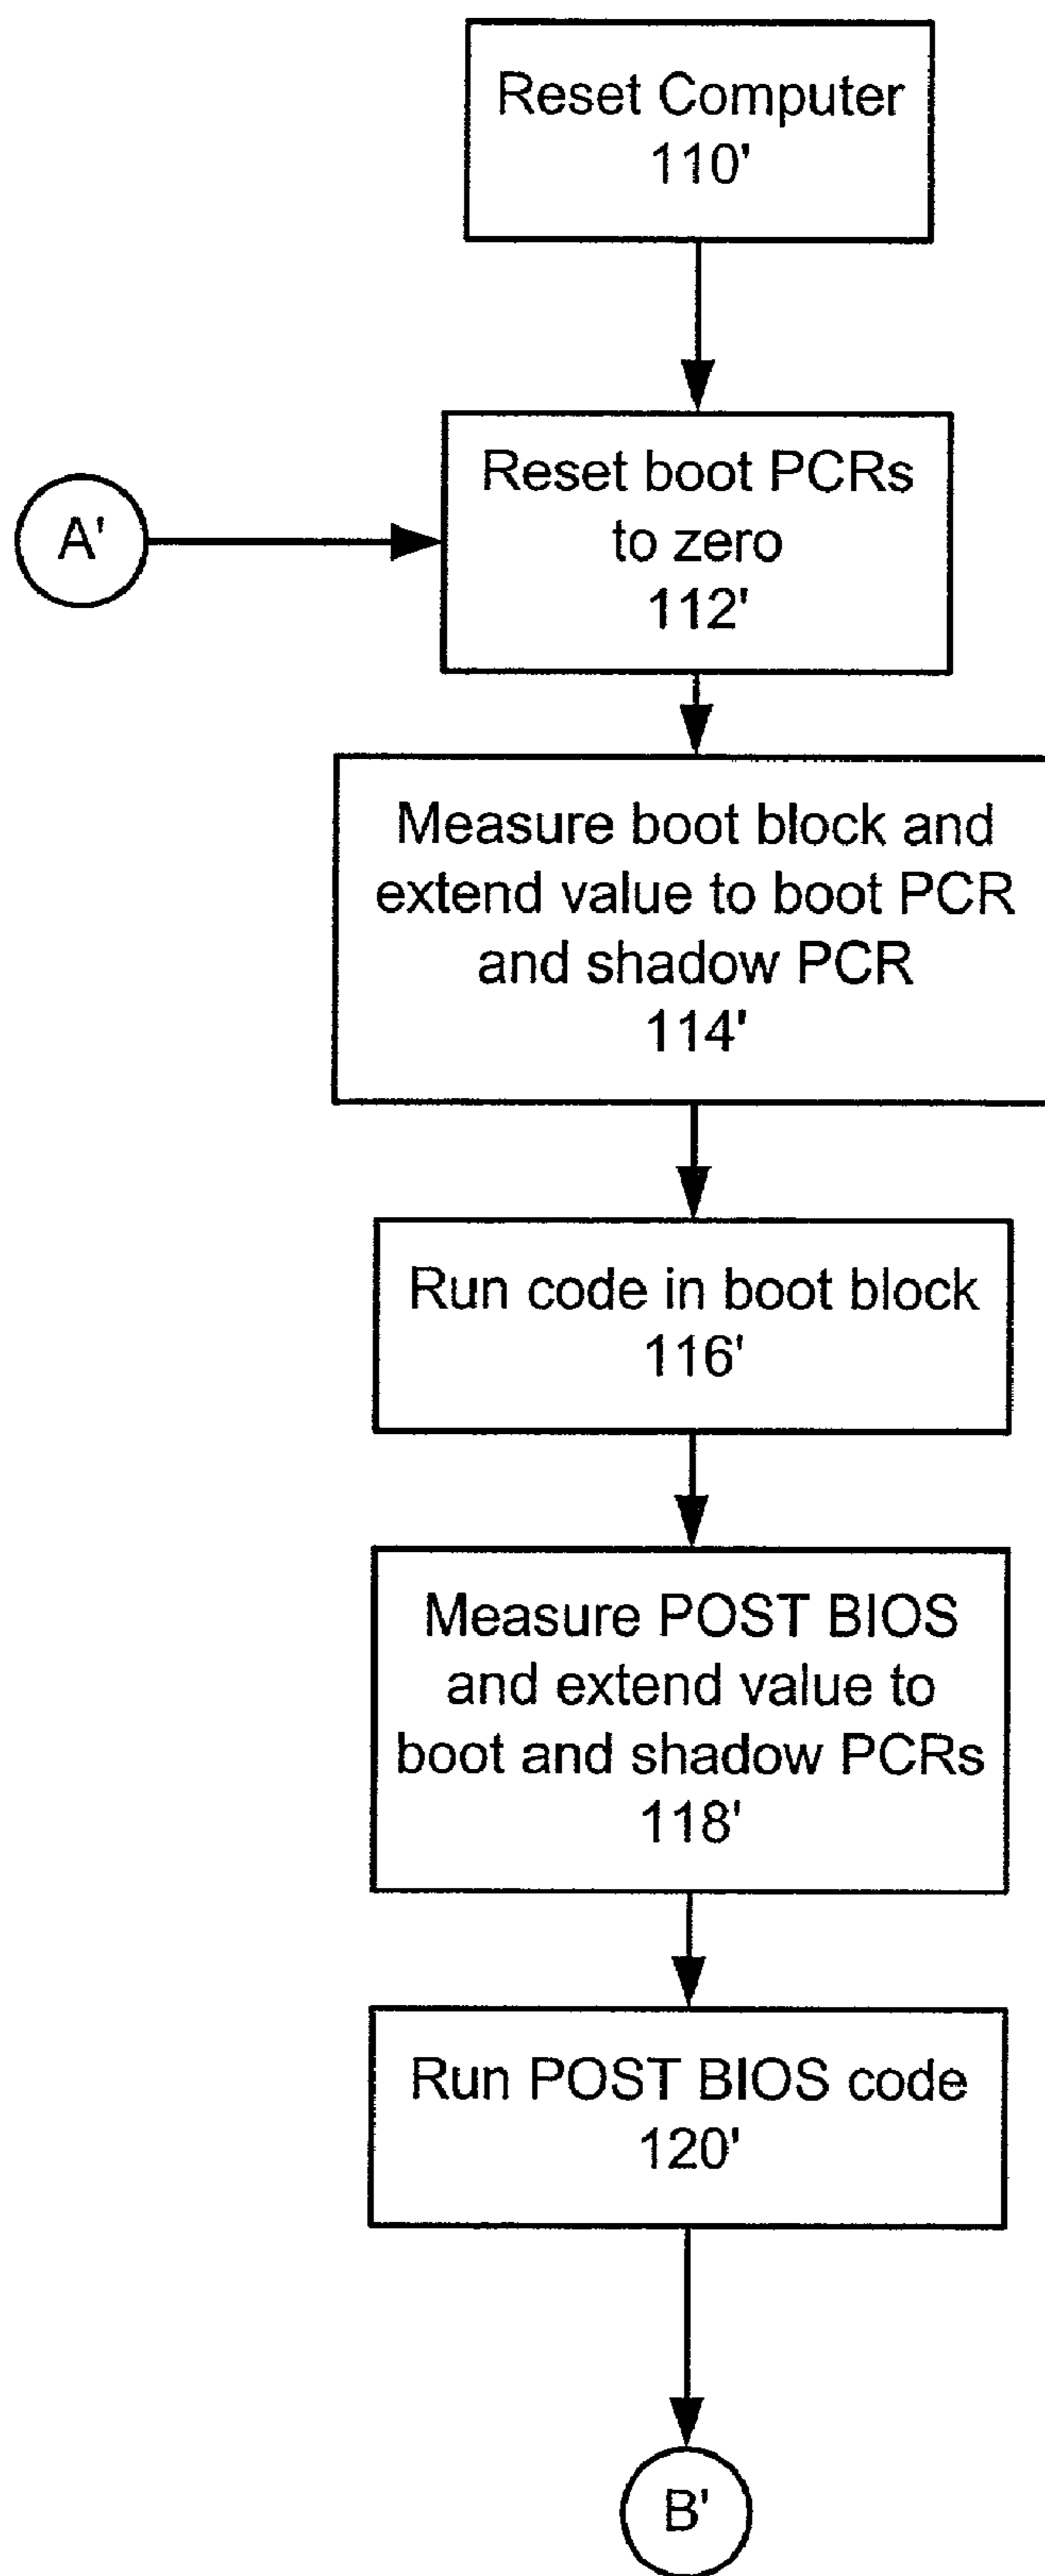 Reset Computer
110'
A'
Reset boot PCRs
to zero
112'
Measure boot block and
extend value to boot PCR
and shadow PCR
114'
Run code in boot block
116'
Measure POST BIOS
and extend value to
boot and shadow PCRs
118'
Run POST BIOS code
120'
B'